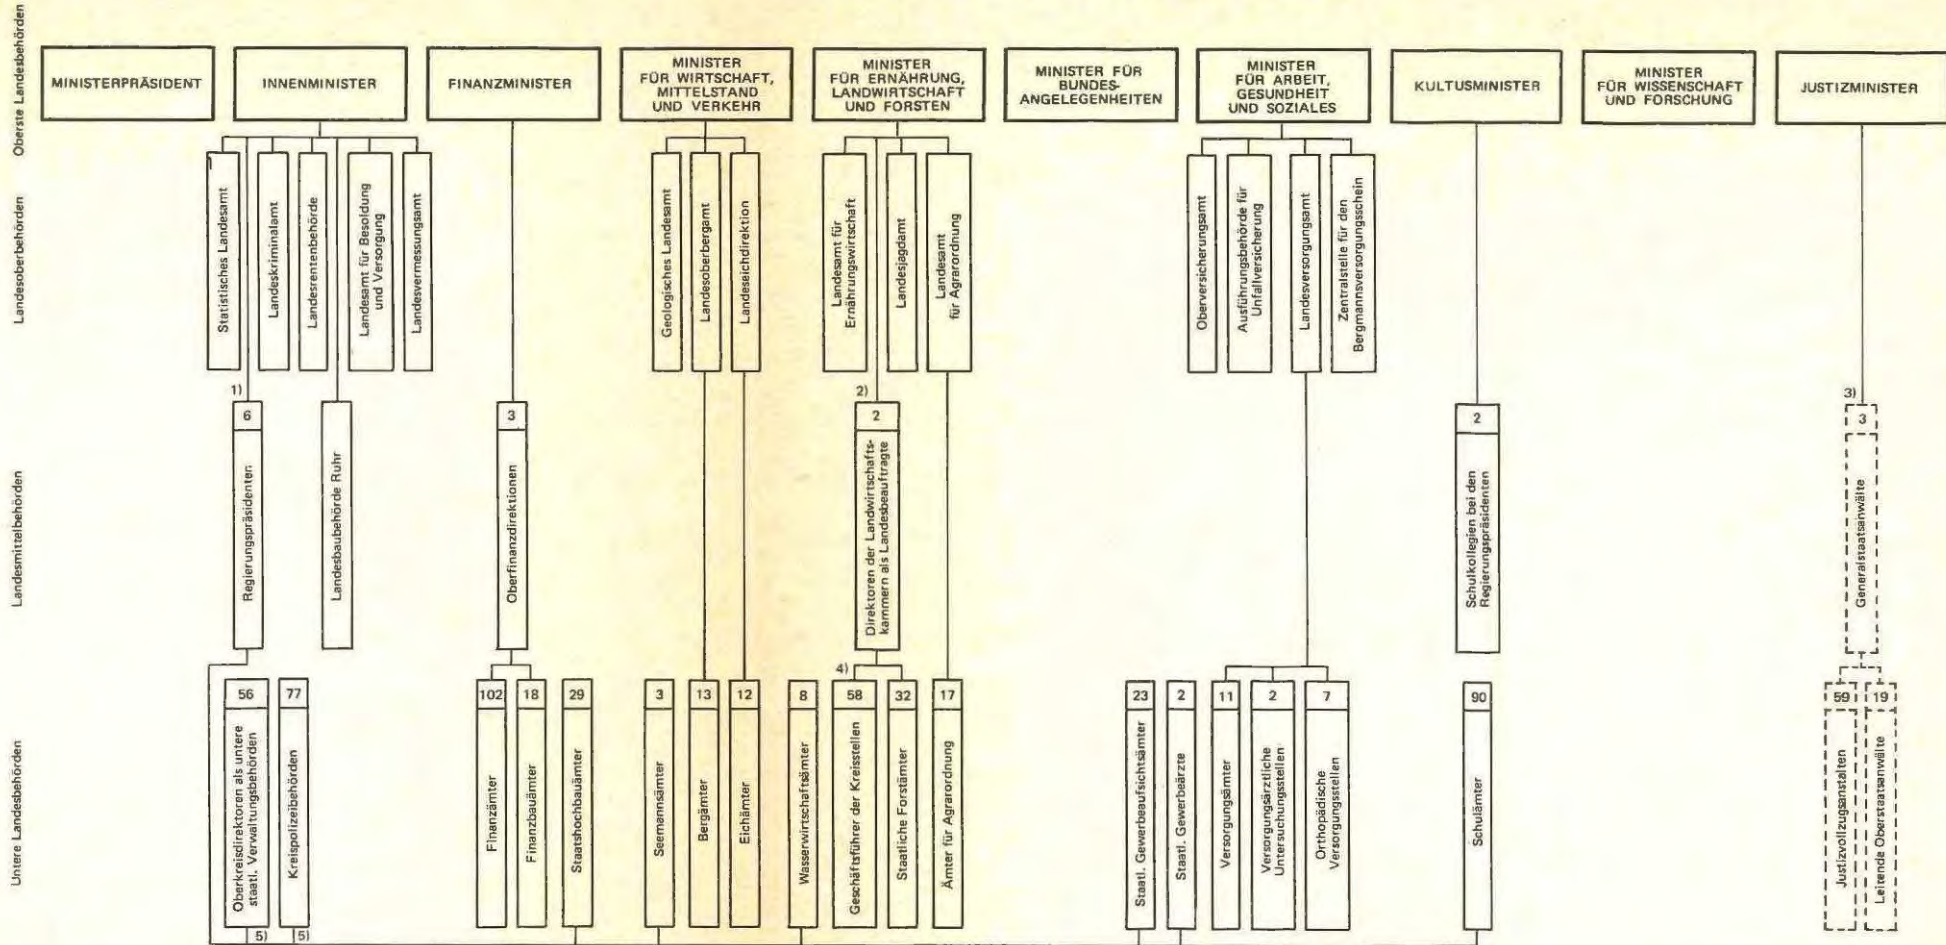 Oberste Landesbehörden
MINISTERPRÄSIDENT
INNENMINISTER
FINANZMINISTER
MINISTER
FÜR WIRTSCHAFT,
MITTELSTAND
UND VERKEHR
MINISTER
FÜR ERNÄHRUNG,
LANDWIRTSCHAFT
UND FORSTEN
MINISTER FÜR
BUNDES-
ANGELEGENHEITEN
MINISTER
FÜR ARBEIT,
GESUNDHEIT
UND SOZIALES
KULTUSMINISTER
MINISTER
FÜR WISSENSCHAFT
UND FORSCHUNG
JUSTIZMINISTER
Landesoberbehörden
Statistisches Landesamt
Landeskriminalamt
Landesrentenbehörde
Landesamt für Besoldung
und Versorgung
Landesvermessungsamt
Geologisches Landesamt
Landesoberbergamt
Landeseichdirektion
Landesamt für
Ernährungswirtschaft
Landesjagdamt
Landesamt
für Agrarordnung
Oberversicherungsamt
Ausführungsbehörde für
Unfallversicherung
Landesversorgungsamt
Zentralstelle für den
Bergmannsversorgungsschein
Landesmittelbehörden
1)
6
Regierungspräsidenten
Landesbaubehörde Ruhr
3
Oberfinanzdirektionen
2)
2
Direktoren der Landwirtschafts-
kammern als Landesbeauftragte
2
Schulkollegien bei den
Regierungspräsidenten
3)
3
Generalstaatsanwälte
Untere Landesbehörden
56
Oberkreisdirektoren als untere
staatl. Verwaltungsbehörden
5)
77
Kreispolizeibehörden
5)
102
Finanzämter
18
Finanzbauämter
29
Staatshochbauämter
3
Seemannsämter
13
Bergämter
12
Eichämter
8
Wasserwirtschaftsämter
4)
58
Geschäftsführer der Kreisstellen
32
Staatliche Forstämter
17
Ämter für Agrarordnung
23
Staatl. Gewerbeaufsichtsämter
2
Staatl. Gewerbeärzte
11
Versorgungsämter
2
Versorgungsärztliche
Untersuchungsstellen
7
Orthopädische
Versorgungsstellen
90
Schulämter
59
Justizvollzugsanstalten
19
Leitende Oberstaatsanwälte